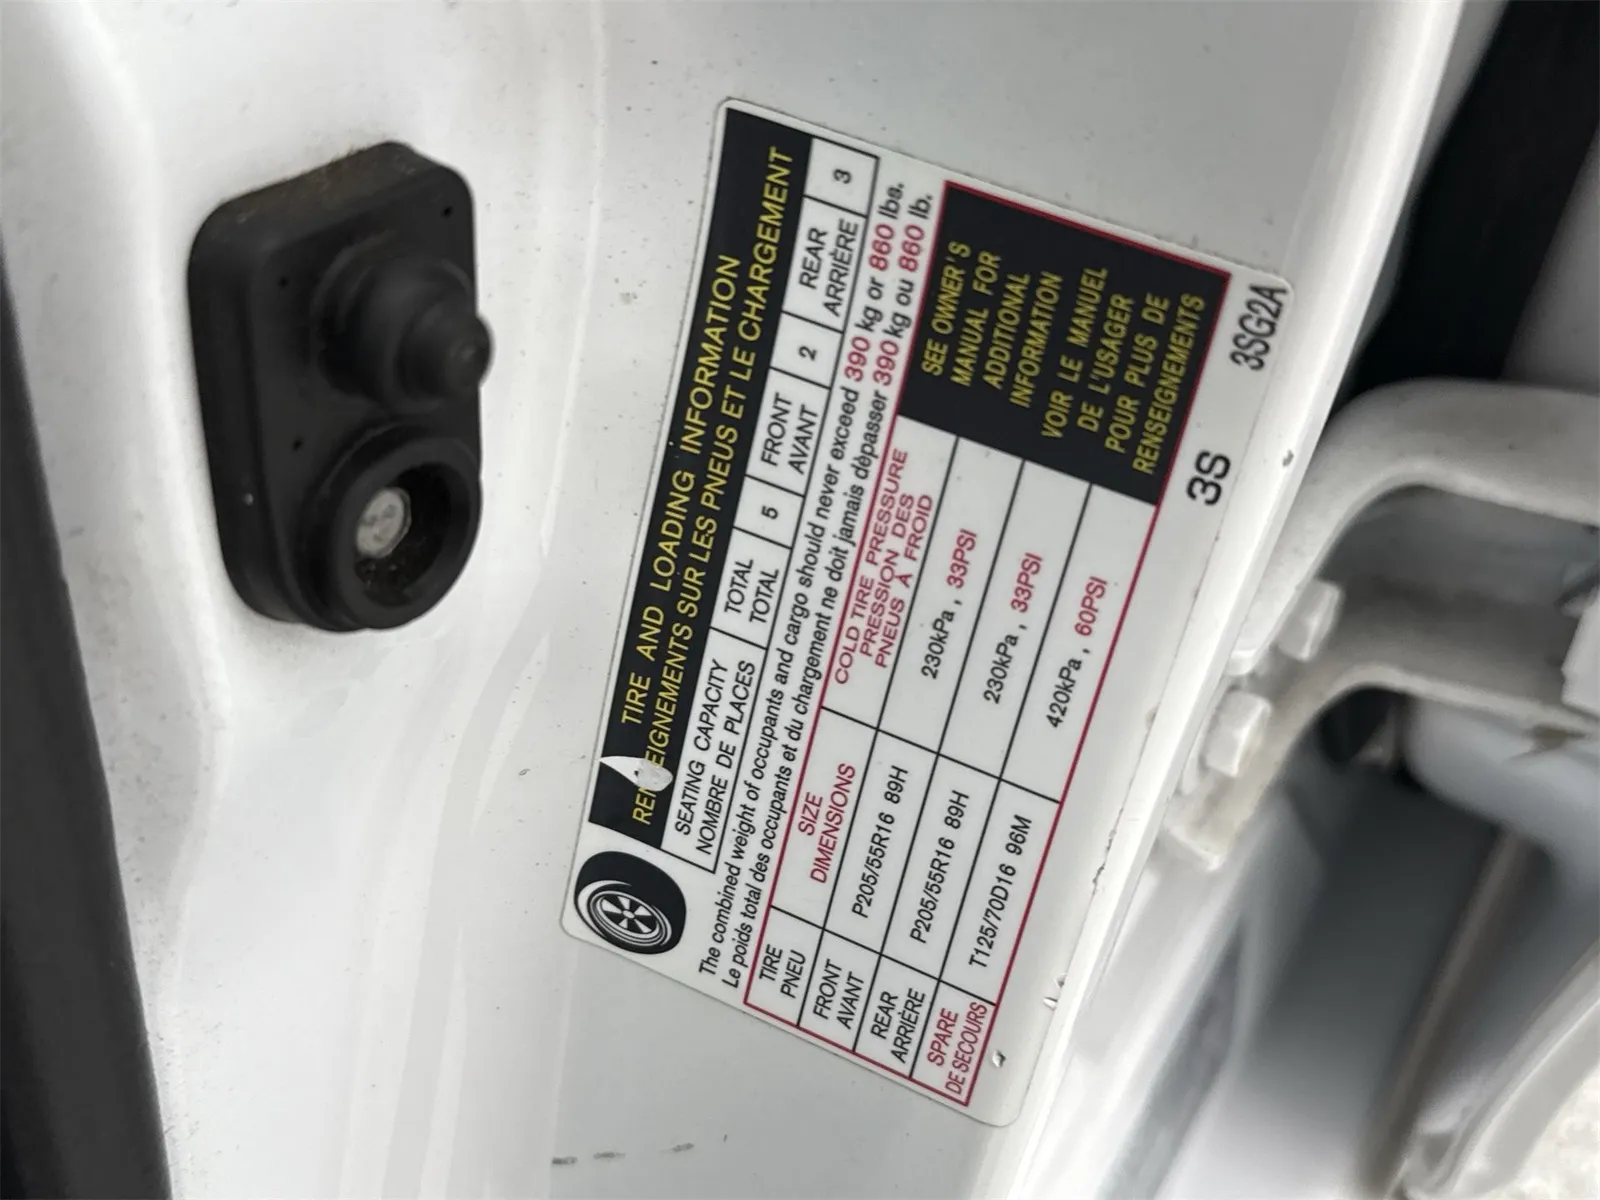 TIRE AND LOADING INFORMATION
RENSEIGNEMENTS SUR LES PNEUS ET LE CHARGEMENT
SEATING CAPACITY
NOMBRE DE PLACES
TOTAL
TOTAL
5
FRONT
AVANT
2
REAR
ARRIÈRE
3
The combined weight of occupants and cargo should never exceed 390 kg or 860 lbs.
Le poids total des occupants et du chargement ne doit jamais dépasser 390 kg ou 860 lb.
TIRE
PNEU
SIZE
DIMENSIONS
COLD TIRE PRESSURE
PRESSION DES
PNEUS À FROID
FRONT
AVANT
P205/55R16 89H
230kPa , 33PSI
REAR
ARRIÈRE
P205/55R16 89H
230kPa , 33PSI
SPARE
DE SECOURS
T125/70D16 96M
420kPa , 60PSI
SEE OWNER'S
MANUAL FOR
ADDITIONAL
INFORMATION
VOIR LE MANUEL
DE L'USAGER
POUR PLUS DE
RENSEIGNEMENTS
3S
3SG2A